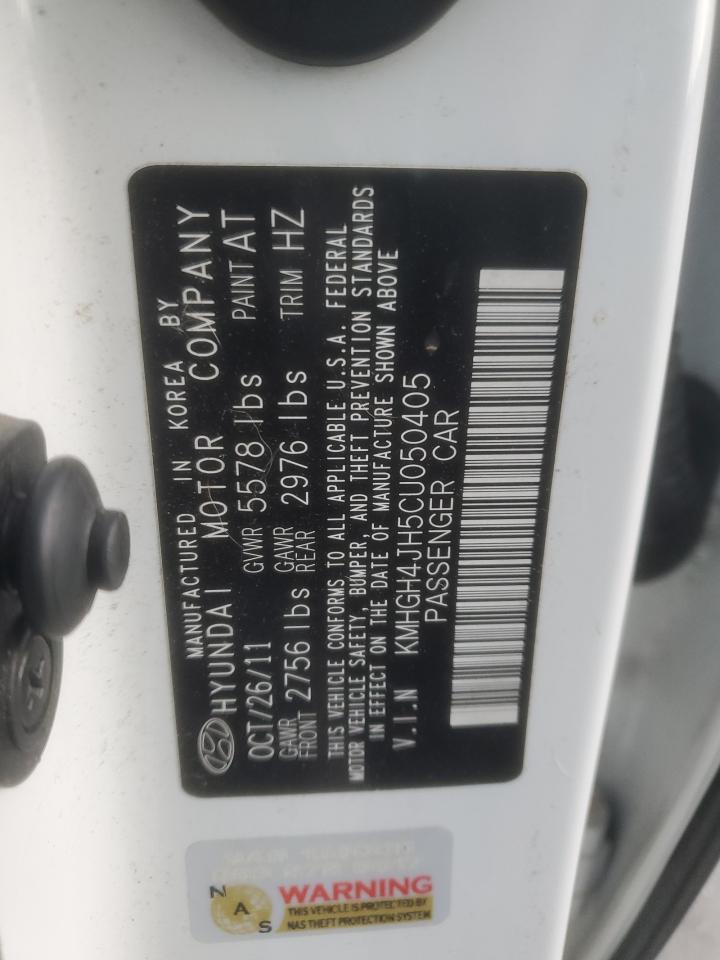 MANUFACTURED IN KOREA BY
HYUNDAI MOTOR COMPANY
OCT/26/11 GVWR 5578 lbs PAINT AT
GAWR FRONT 2756 lbs GAWR REAR 2976 lbs TRIM HZ
THIS VEHICLE CONFORMS TO ALL APPLICABLE U.S.A. FEDERAL
MOTOR VEHICLE SAFETY, BUMPER, AND THEFT PREVENTION STANDARDS
IN EFFECT ON THE DATE OF MANUFACTURE SHOWN ABOVE
V.I.N KMHGH4JH5CU050405
PASSENGER CAR
NAS
WARNING
THIS VEHICLE IS PROTECTED BY
NAS THEFT PROTECTION SYSTEM